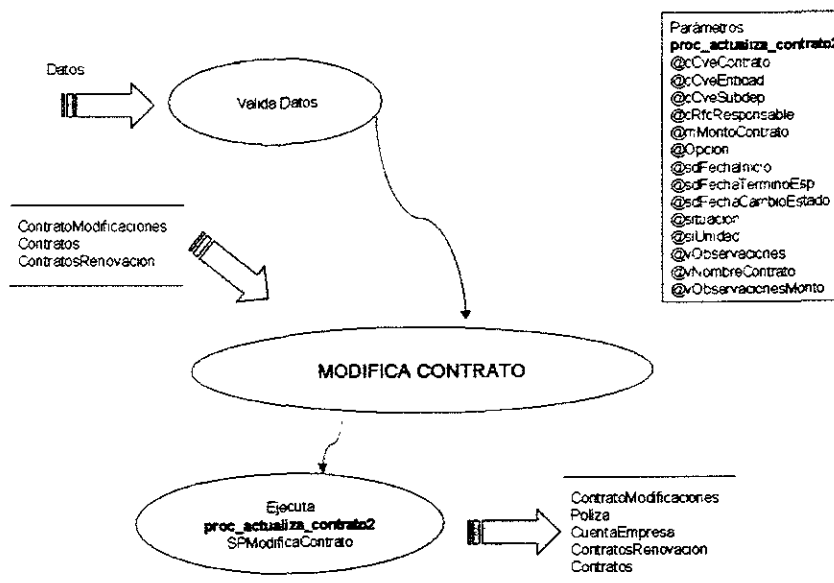 Parámetros
proc_actualiza_contrato2
@cCveContrato
@cCveEntidad
@cCveSubdep
@cRfcResponsable
@mMontoContrato
@Opcion
@sdFechaInicio
@sdFechaTerminoEsp
@sdFechaCambioEstado
@situacion
@siUnidad
@vObservaciones
@vNombreContrato
@vObservacionesMonto
Datos
Valida Datos
ContratoModificaciones
Contratos
ContratosRenovacion
MODIFICA CONTRATO
Ejecuta
proc_actualiza_contrato2
SPModificaContrato
ContratoModificaciones
Poliza
CuentaEmpresa
ContratosRenovacion
Contratos